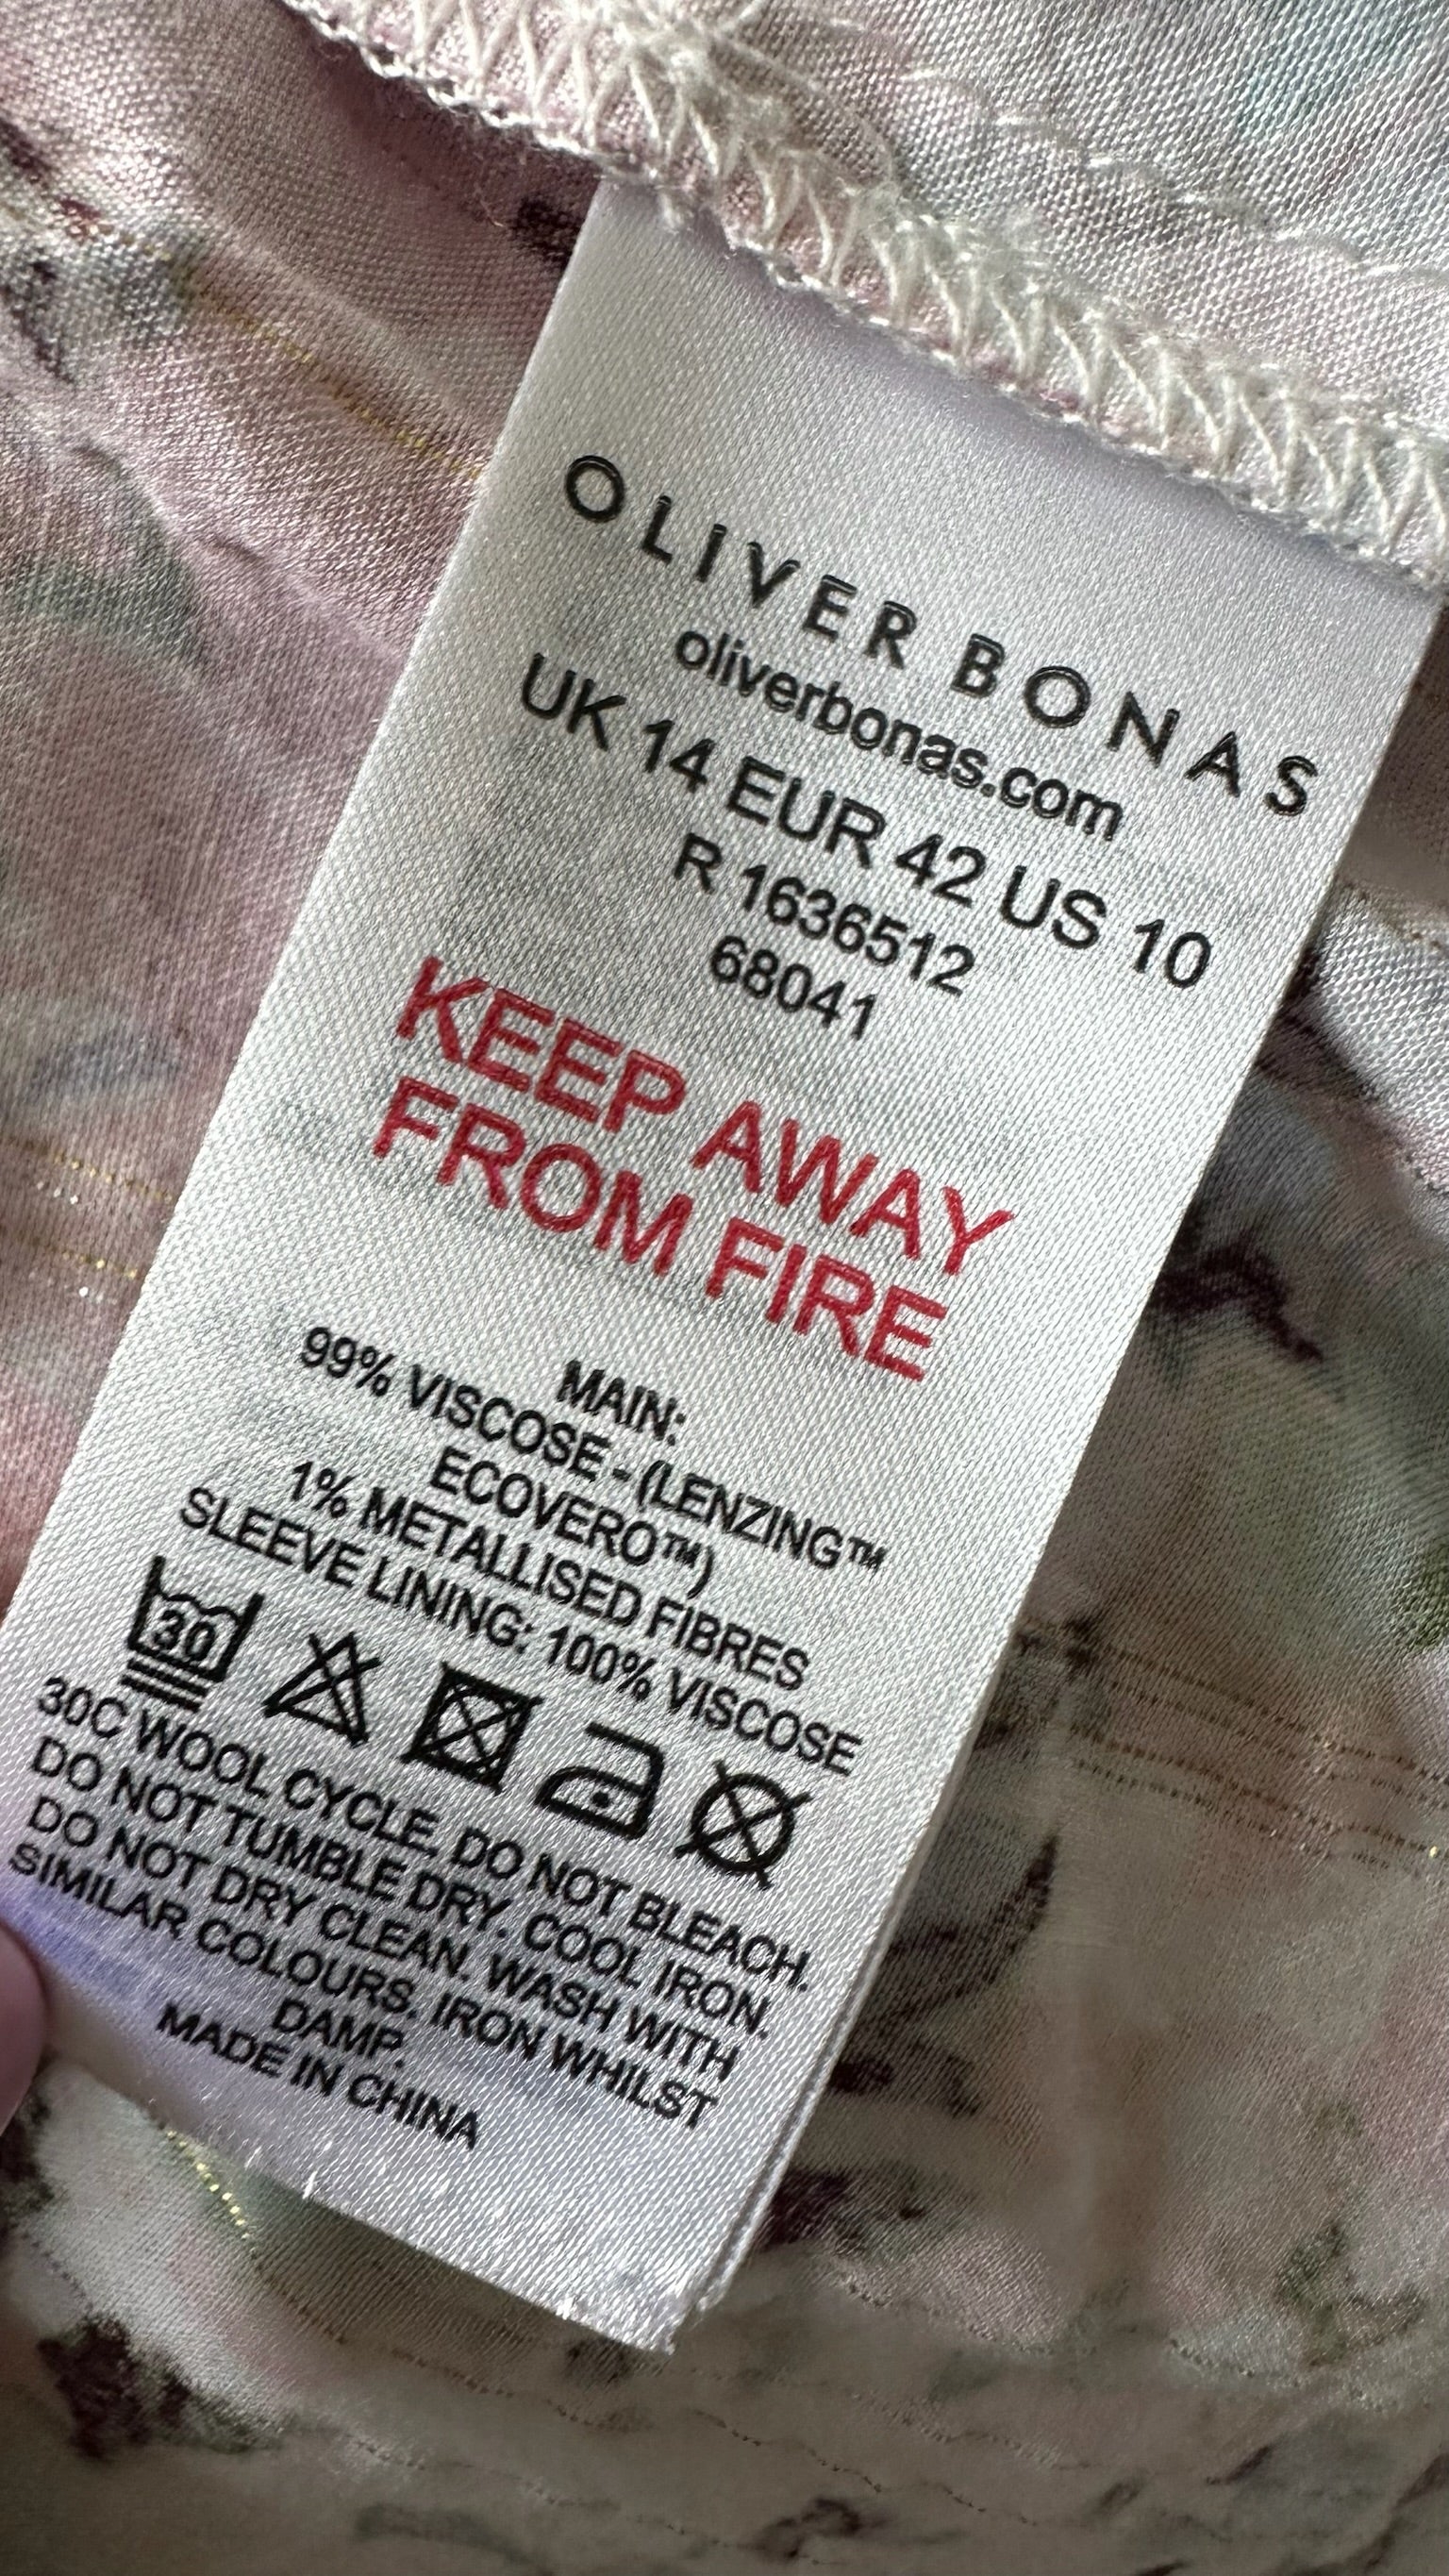 OLIVER BONAS
oliverbonas.com
UK 14 EUR 42 US 10
R 1636512
68041
KEEP AWAY
FROM FIRE
MAIN:
99% VISCOSE - (LENZING™
ECOVERO™)
1% METALLISED FIBRES
SLEEVE LINING: 100% VISCOSE
30
30C WOOL CYCLE. DO NOT BLEACH.
DO NOT TUMBLE DRY. COOL IRON.
DO NOT DRY CLEAN. WASH WITH
SIMILAR COLOURS. IRON WHILST
DAMP.
MADE IN CHINA